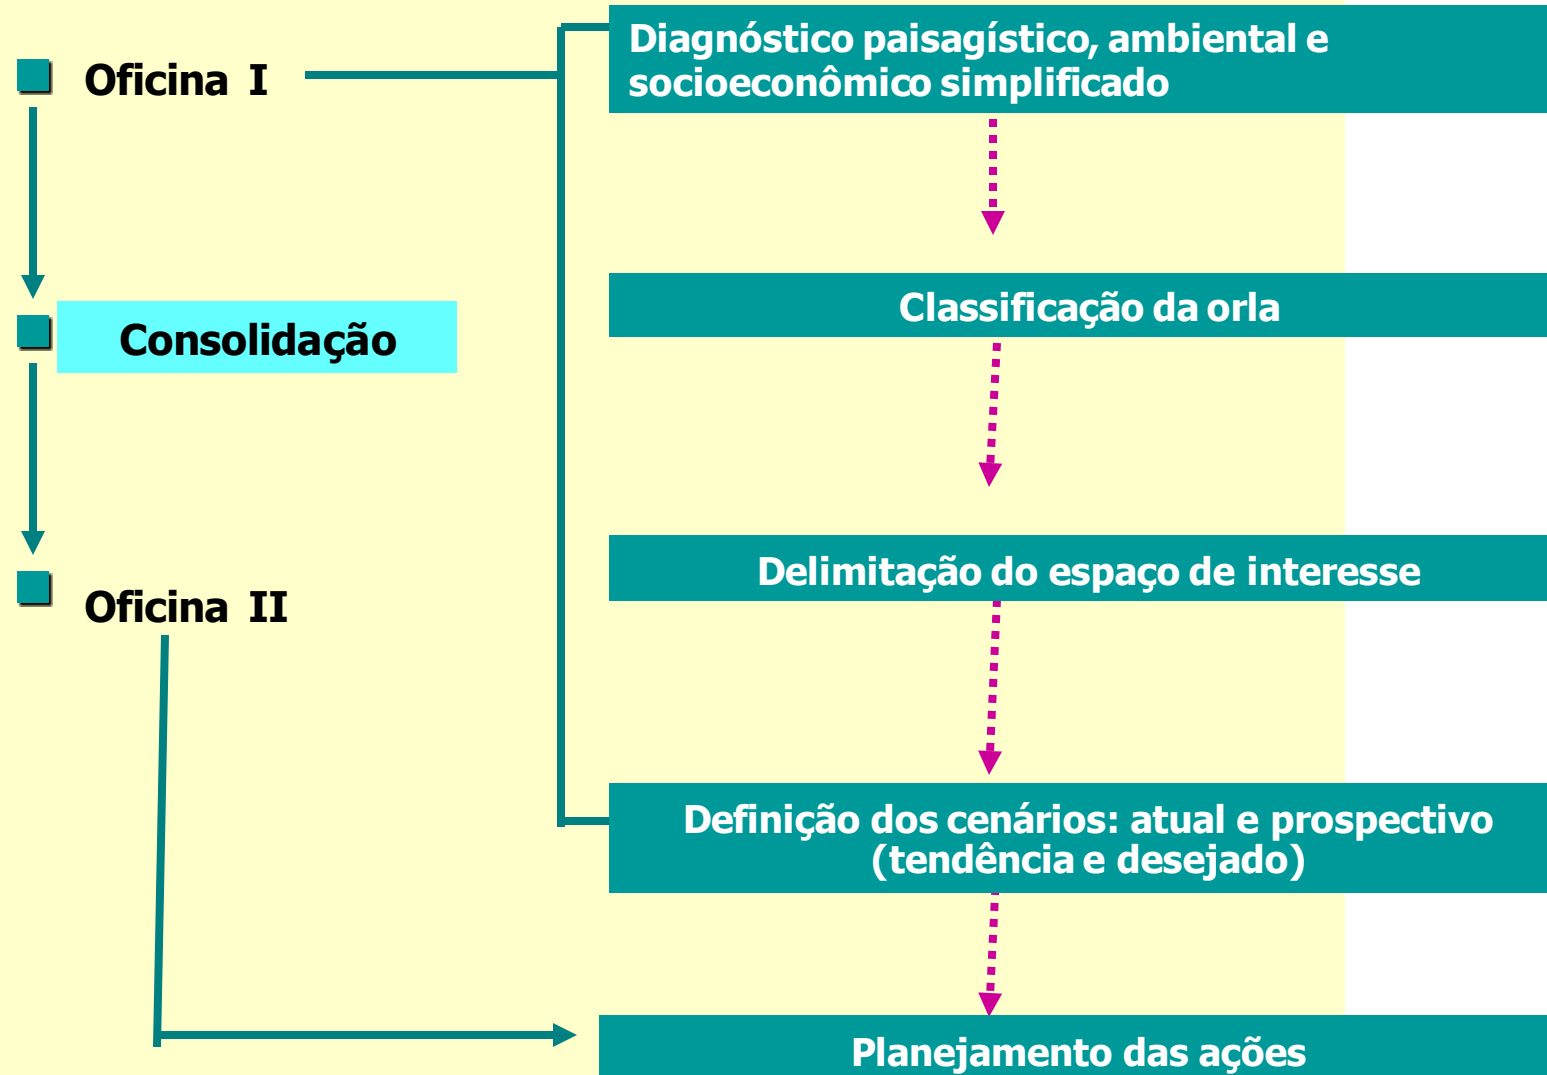 Oficina I
Consolidação
Oficina II
Diagnóstico paisagístico, ambiental e
socioeconômico simplificado
Classificação da orla
Delimitação do espaço de interesse
Definição dos cenários: atual e prospectivo
(tendência e desejado)
Planejamento das ações